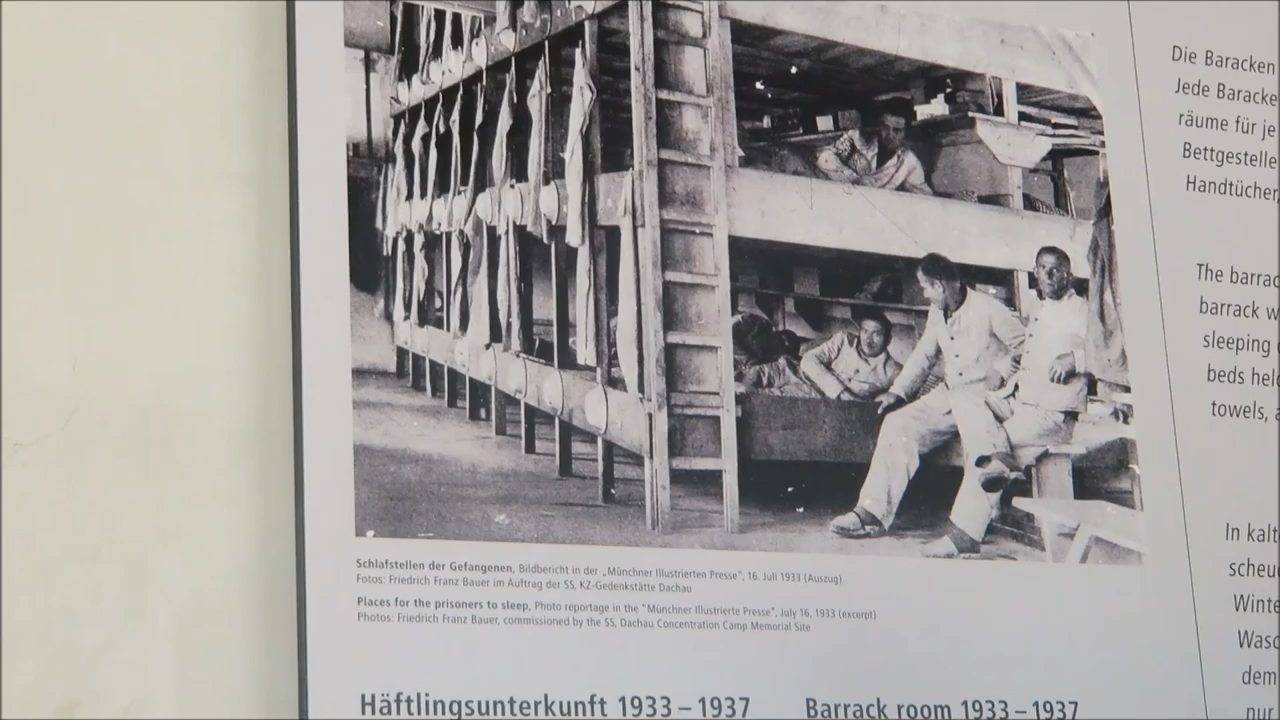 Schlafstellen der Gefangenen, Bildbericht in der „Münchner Illustrierten Presse", 16. Juli 1933 (Auszug)
Fotos: Friedrich Franz Bauer im Auftrag der SS, KZ-Gedenkstätte Dachau
Places for the prisoners to sleep, Photo reportage in the "Münchner Illustrierte Presse", July 16, 1933 (excerpt)
Photos: Friedrich Franz Bauer, commissioned by the SS, Dachau Concentration Camp Memorial Site
Häftlingsunterkunft 1933 – 1937
Barrack room 1933 – 1937
Die Baracken
Jede Baracke
räume für je
Bettgestelle
Handtücher,
The barrac
barrack w
sleeping
beds hel
towels, a
In kalt
scheu
Winte
Wasc
dem
nur